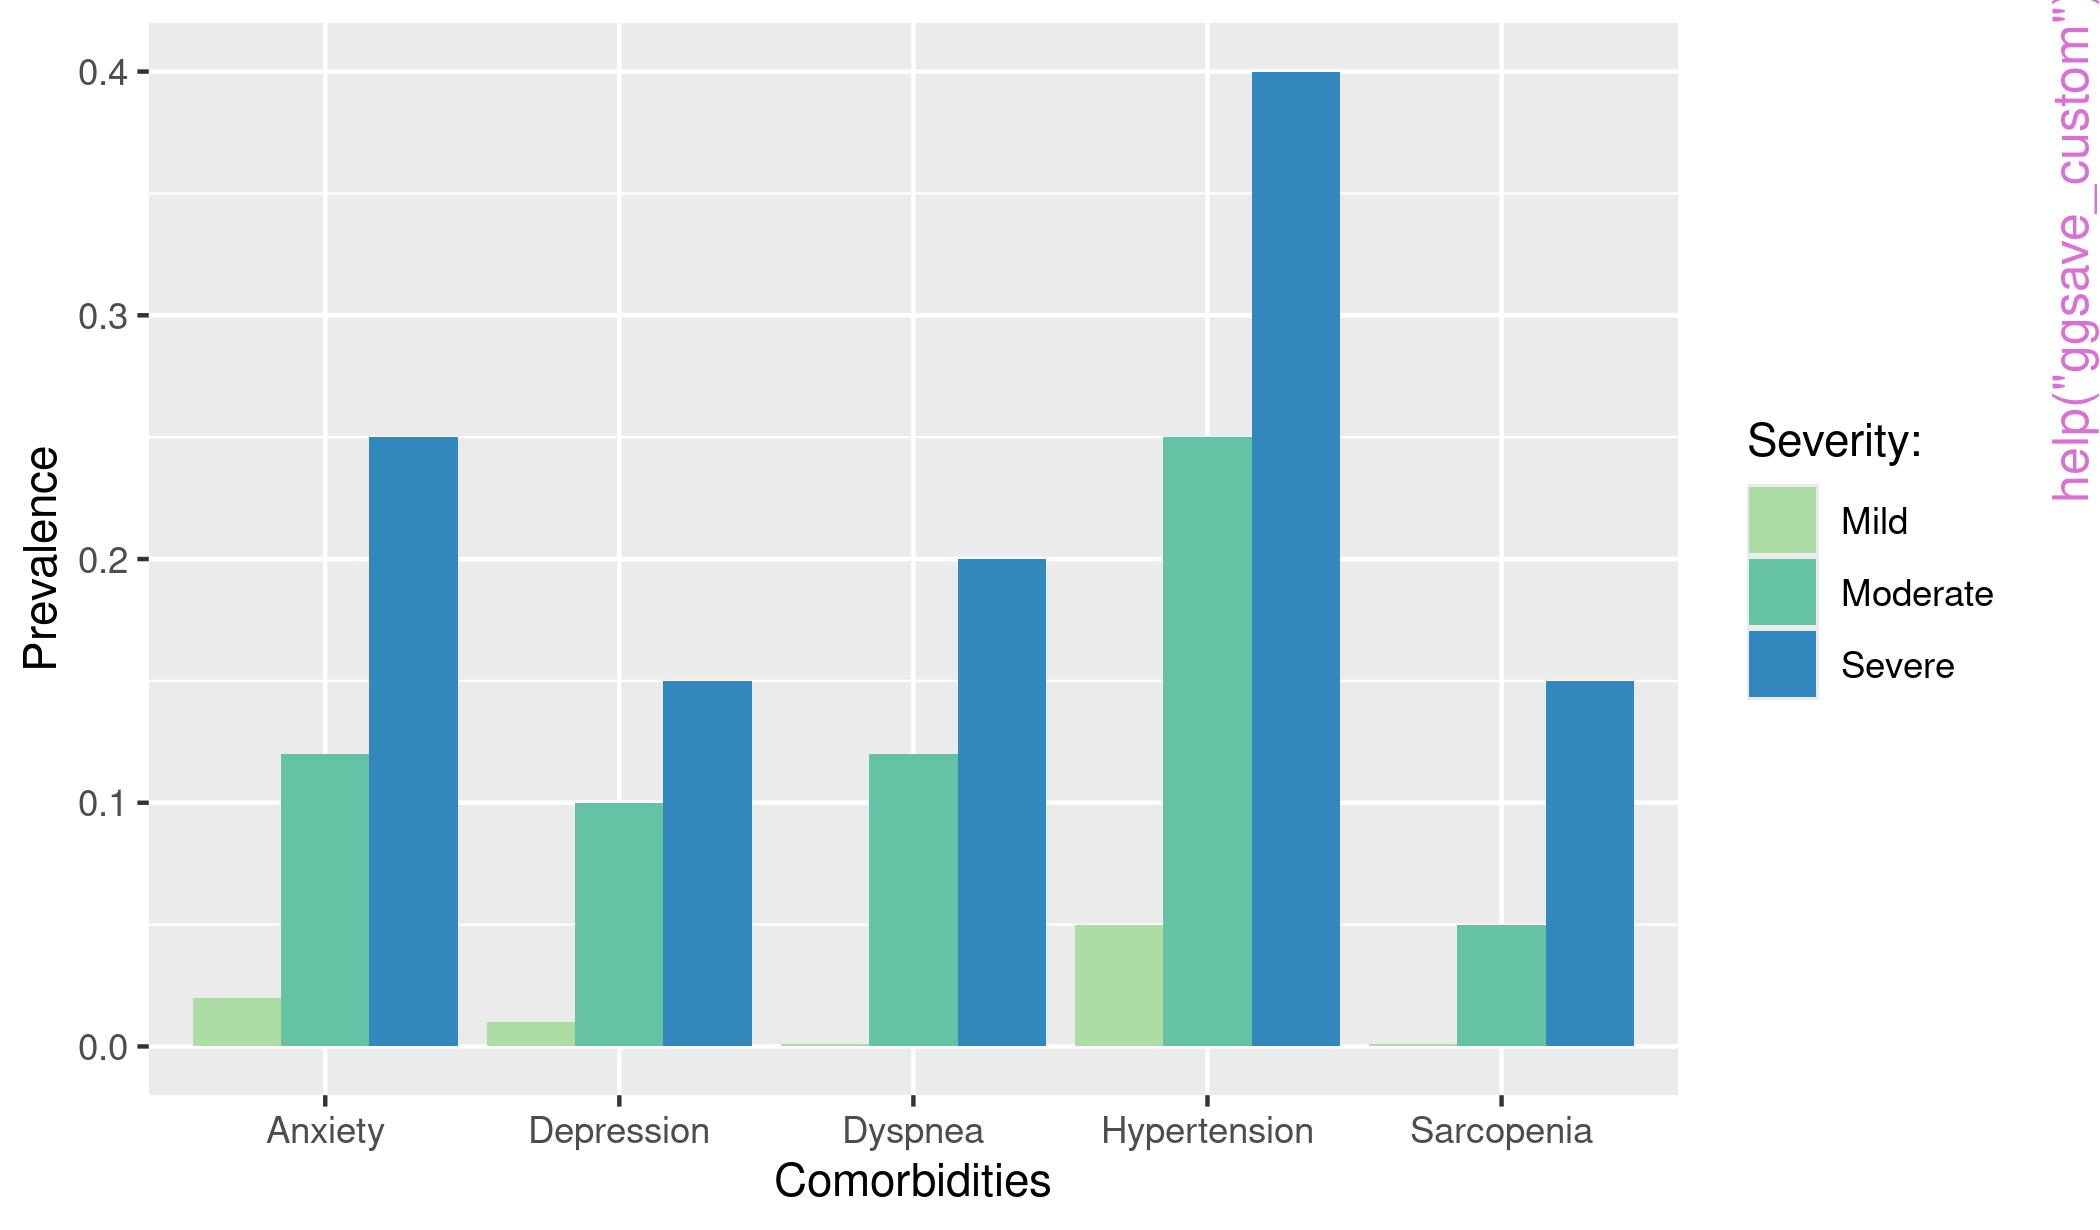 0.4
0.3
0.2
0.1
0.0
Prevalence
Anxiety Depression Dyspnea Hypertension Sarcopenia
Comorbidities
Severity:
Mild
Moderate
Severe
help("ggsave_custom")